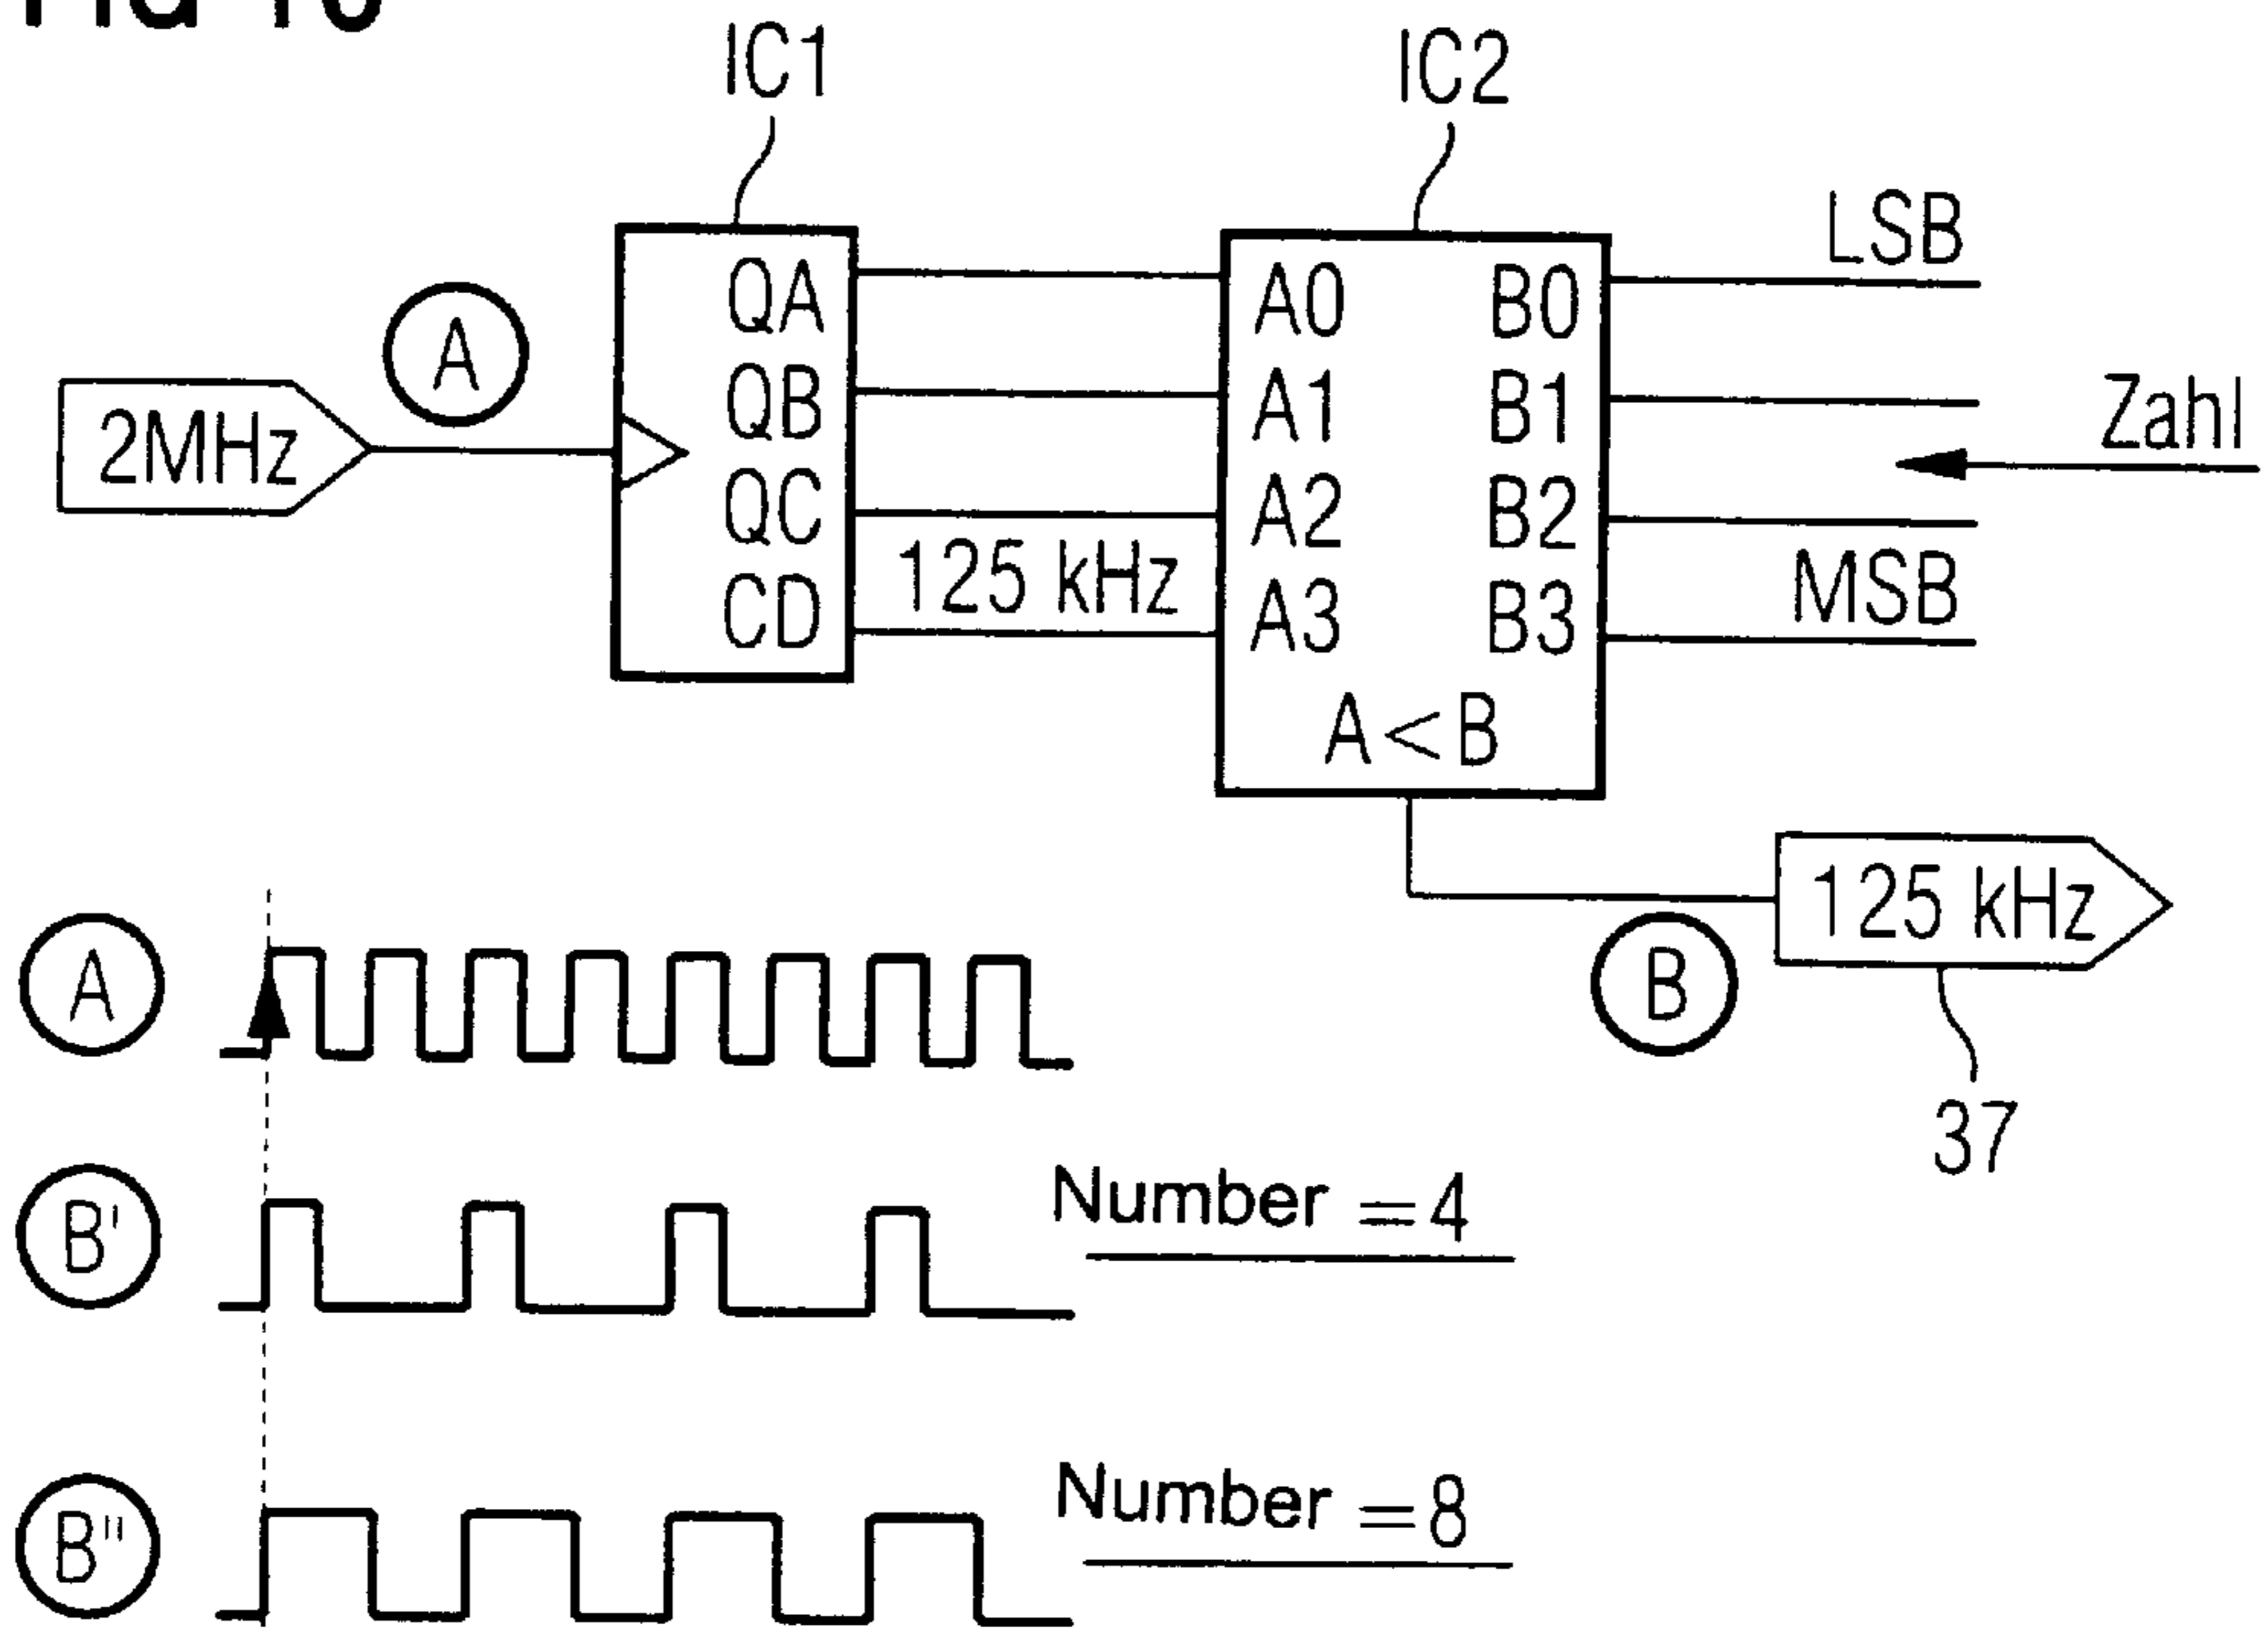 IC1
IC2
LSB
QA
A0
B0
A
QB
A1
B1
Zahl
2MHz
QC
A2
B2
125 kHz
MSB
CD
A3
B3
A<B
125 kHz
A
B
37
B'
Number =4
B"
Number =8